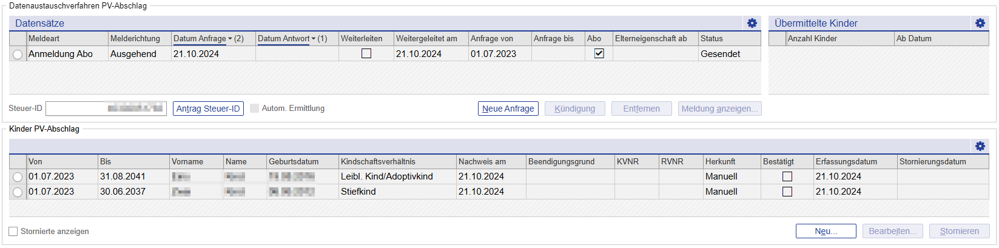 Datenaustauschverfahren PV-Abschlag
Datensätze
Meldeart Melderichtung Datum Anfrage (2) Datum Antwort (1) Weiterleiten Weitergeleitet am Anfrage von Anfrage bis Abo Elterneigenschaft ab Status
Anmeldung Abo Ausgehend 21.10.2024 21.10.2024 01.07.2023 Gesendet
Übermittelte Kinder
Anzahl Kinder Ab Datum
Steuer-ID Antrag Steuer-ID Autom. Ermittlung Neue Anfrage Kündigung Entfernen Meldung anzeigen...
Kinder PV-Abschlag
Von Bis Vorname Name Geburtsdatum Kindschaftsverhältnis Nachweis am Beendigungsgrund KVNR RVNR Herkunft Bestätigt Erfassungsdatum Stornierungsdatum
01.07.2023 31.08.2041 Leibl. Kind/Adoptivkind 21.10.2024 Manuell 21.10.2024
01.07.2023 30.06.2037 Stiefkind 21.10.2024 Manuell 21.10.2024
Stornierte anzeigen Neu... Bearbeiten... Stornieren